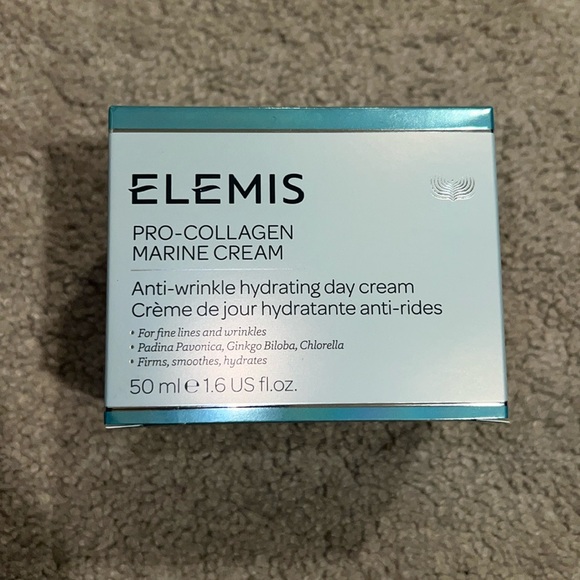 ELEMIS
PRO-COLLAGEN
MARINE CREAM
Anti-wrinkle hydrating day cream
Crème de jour hydratante anti-rides
• For fine lines and wrinkles
• Padina Pavonica, Ginkgo Biloba, Chlorella
• Firms, smoothes, hydrates
50 ml ℮ 1.6 US fl.oz.